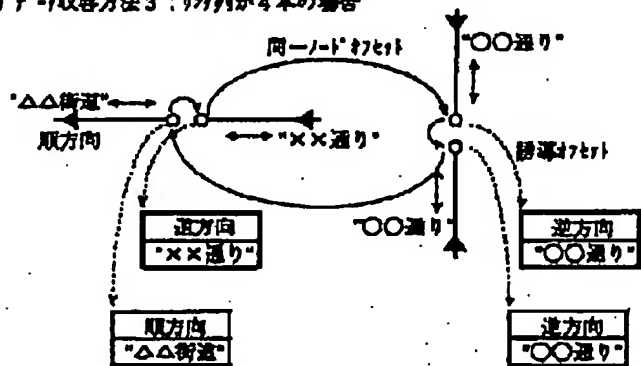 データ収容方法3：リンク列が4本の場合
同一ノードオフセット
"○○通り"
"△△街道"
順方向
"××通り"
誘導オフセット
"○○通り"
逆方向
"××通り"
逆方向
"○○通り"
順方向
"△△街道"
逆方向
"○○通り"